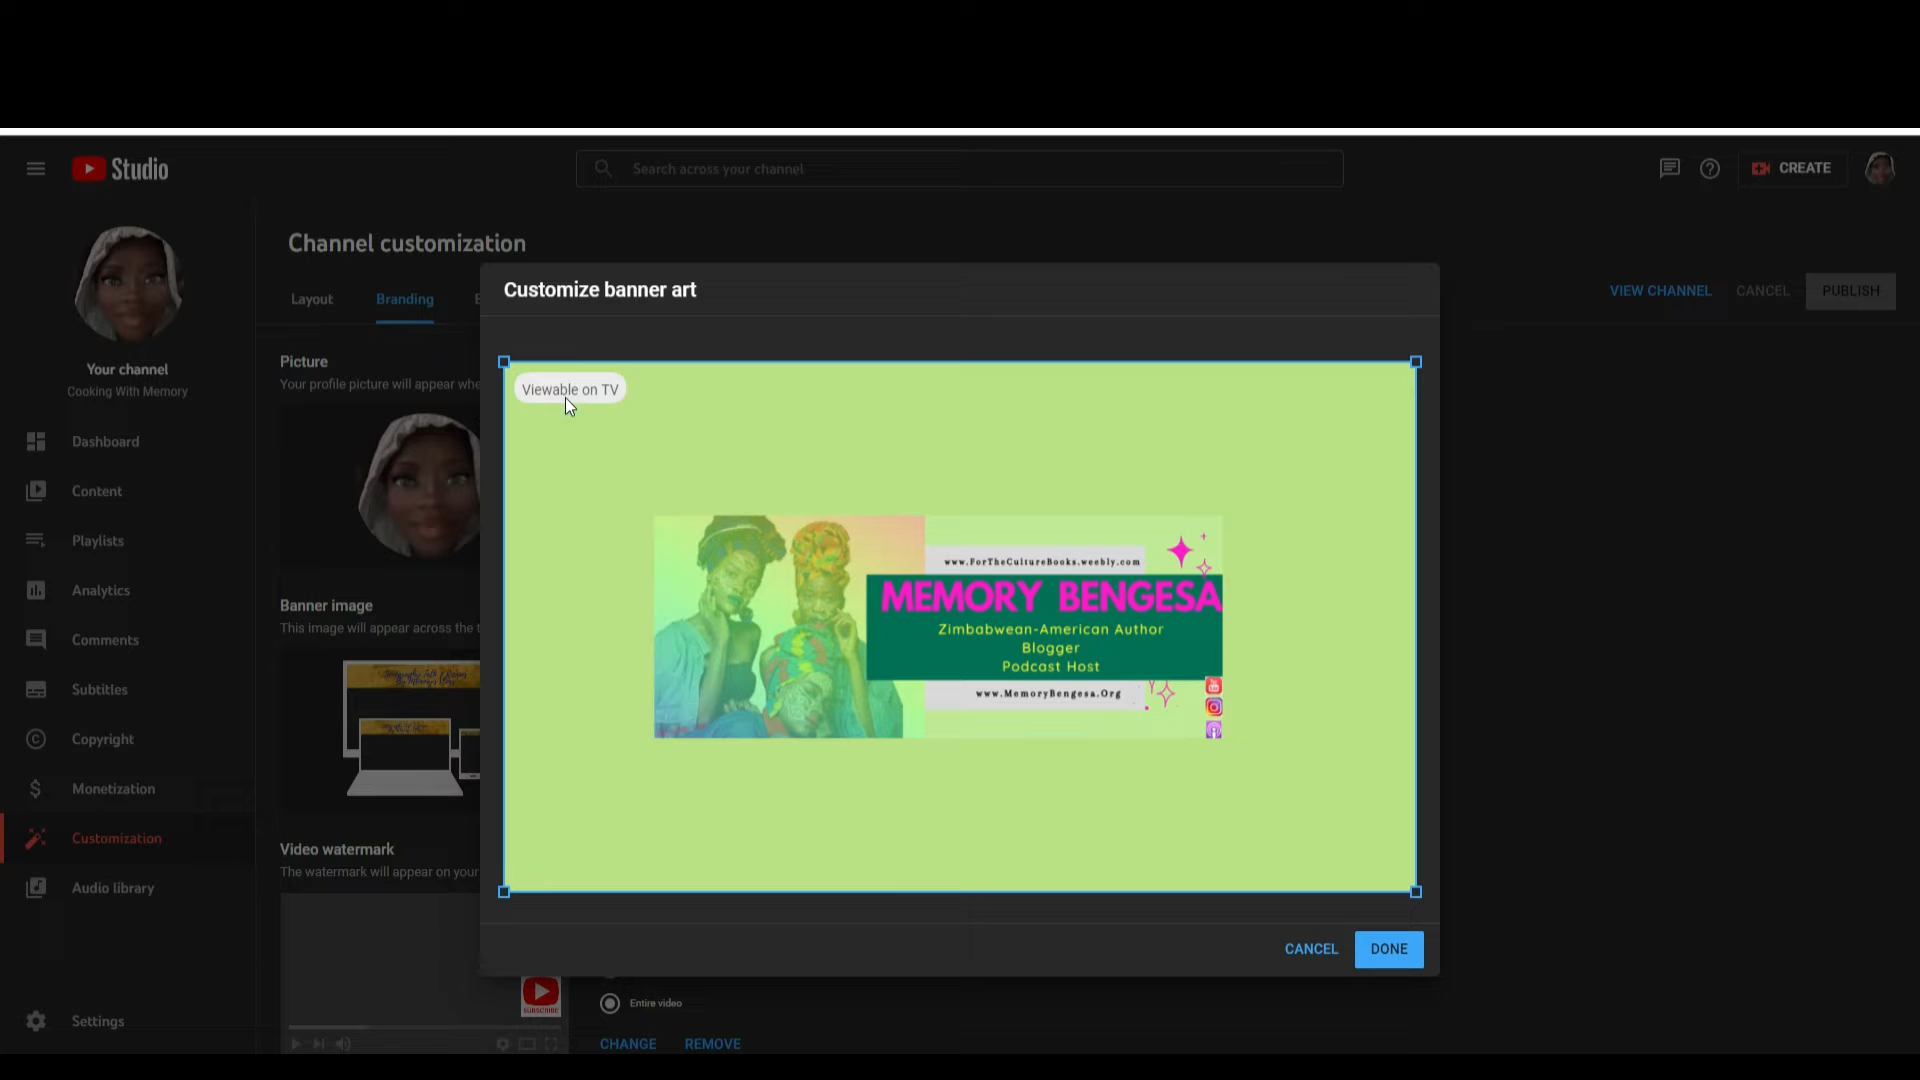 Studio
Search across your channel
CREATE
Channel customization
Layout
Branding
Customize banner art
VIEW CHANNEL
CANCEL
PUBLISH
Your channel
Cooking With Memory
Dashboard
Content
Playlists
Analytics
Comments
Subtitles
Copyright
Monetization
Customization
Audio library
Settings
Picture
Your profile picture will appear
Banner image
This image will appear across the
Video watermark
The watermark will appear on your
Viewable on TV
www.ForTheCultureBooks.weebly.com
MEMORY BENGESA
Zimbabwean-American Author
Blogger
Podcast Host
www.MemoryBengesa.Org
CANCEL
DONE
SUBSCRIBE
Entire video
CHANGE
REMOVE